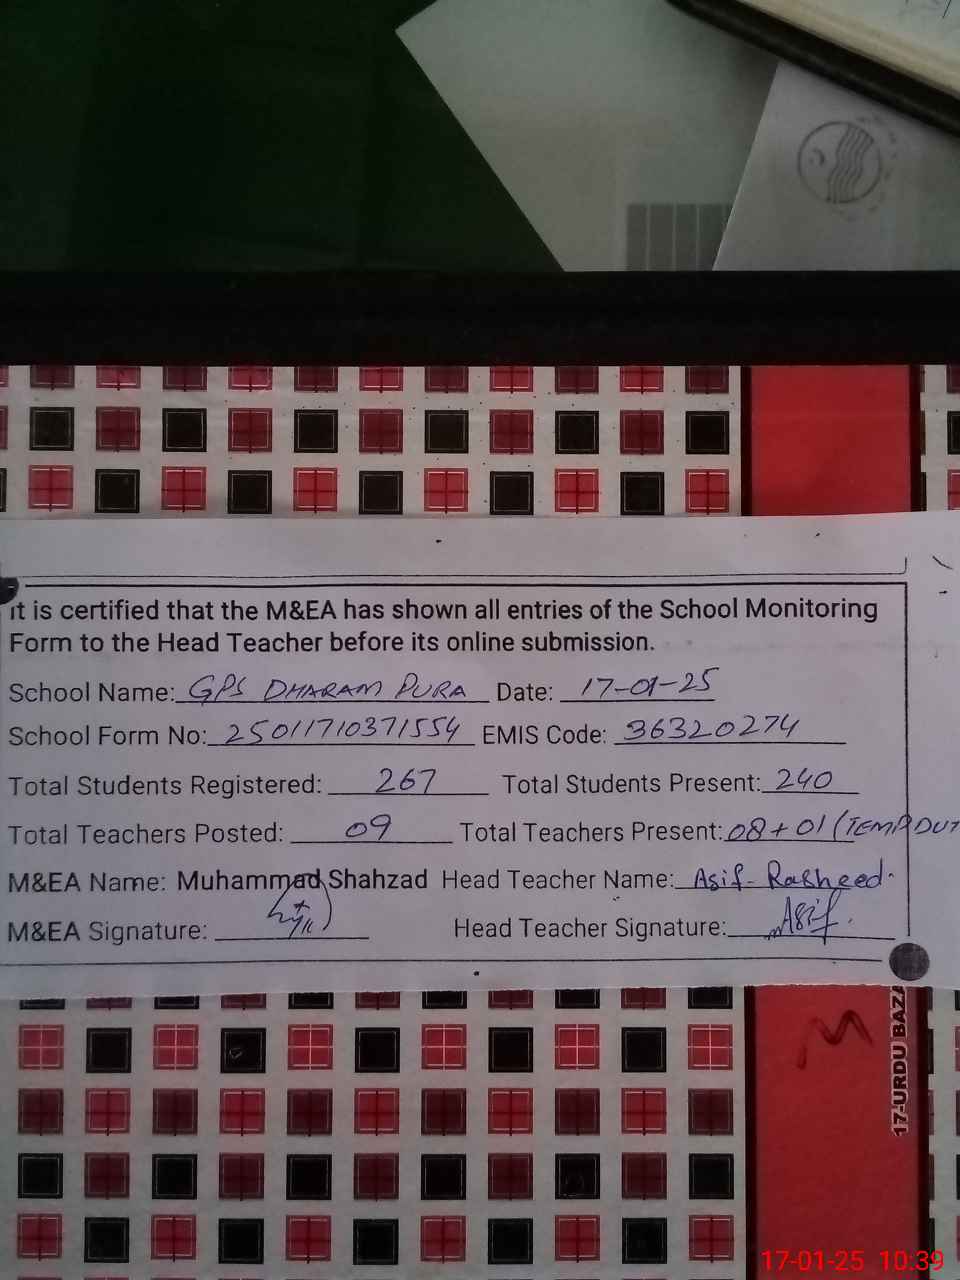 It is certified that the M&EA has shown all entries of the School Monitoring
Form to the Head Teacher before its online submission.
School Name: GPS DHARAM PURA Date: 17-01-25
School Form No: 25011710371554 EMIS Code: 36320274
Total Students Registered: 267 Total Students Present: 240
Total Teachers Posted: 09 Total Teachers Present: 08+01 (TEMP DUT
M&EA Name: Muhammad Shahzad Head Teacher Name: Asif Rasheed.
M&EA Signature: Head Teacher Signature: Asif.
M
17-URDU BAZA
17-01-25 10:39